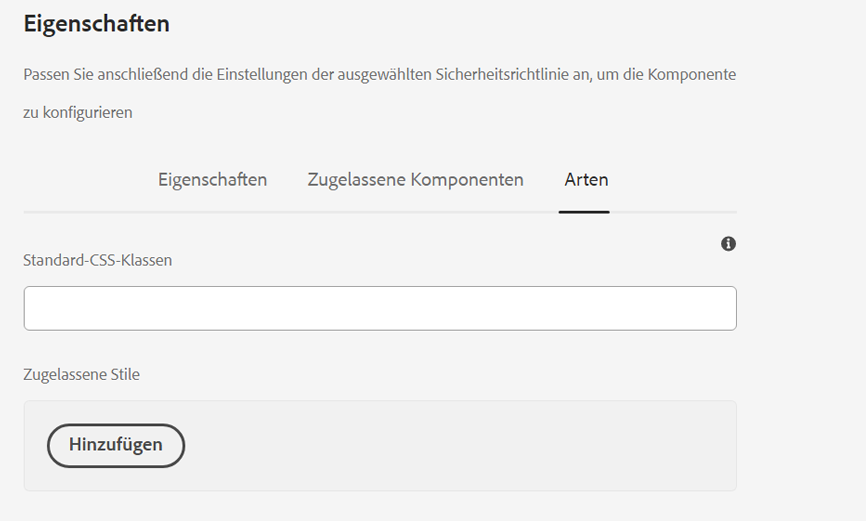 Eigenschaften
Passen Sie anschließend die Einstellungen der ausgewählten Sicherheitsrichtlinie an, um die Komponente
zu konfigurieren
Eigenschaften Zugelassene Komponenten Arten
Standard-CSS-Klassen
Zugelassene Stile
Hinzufügen